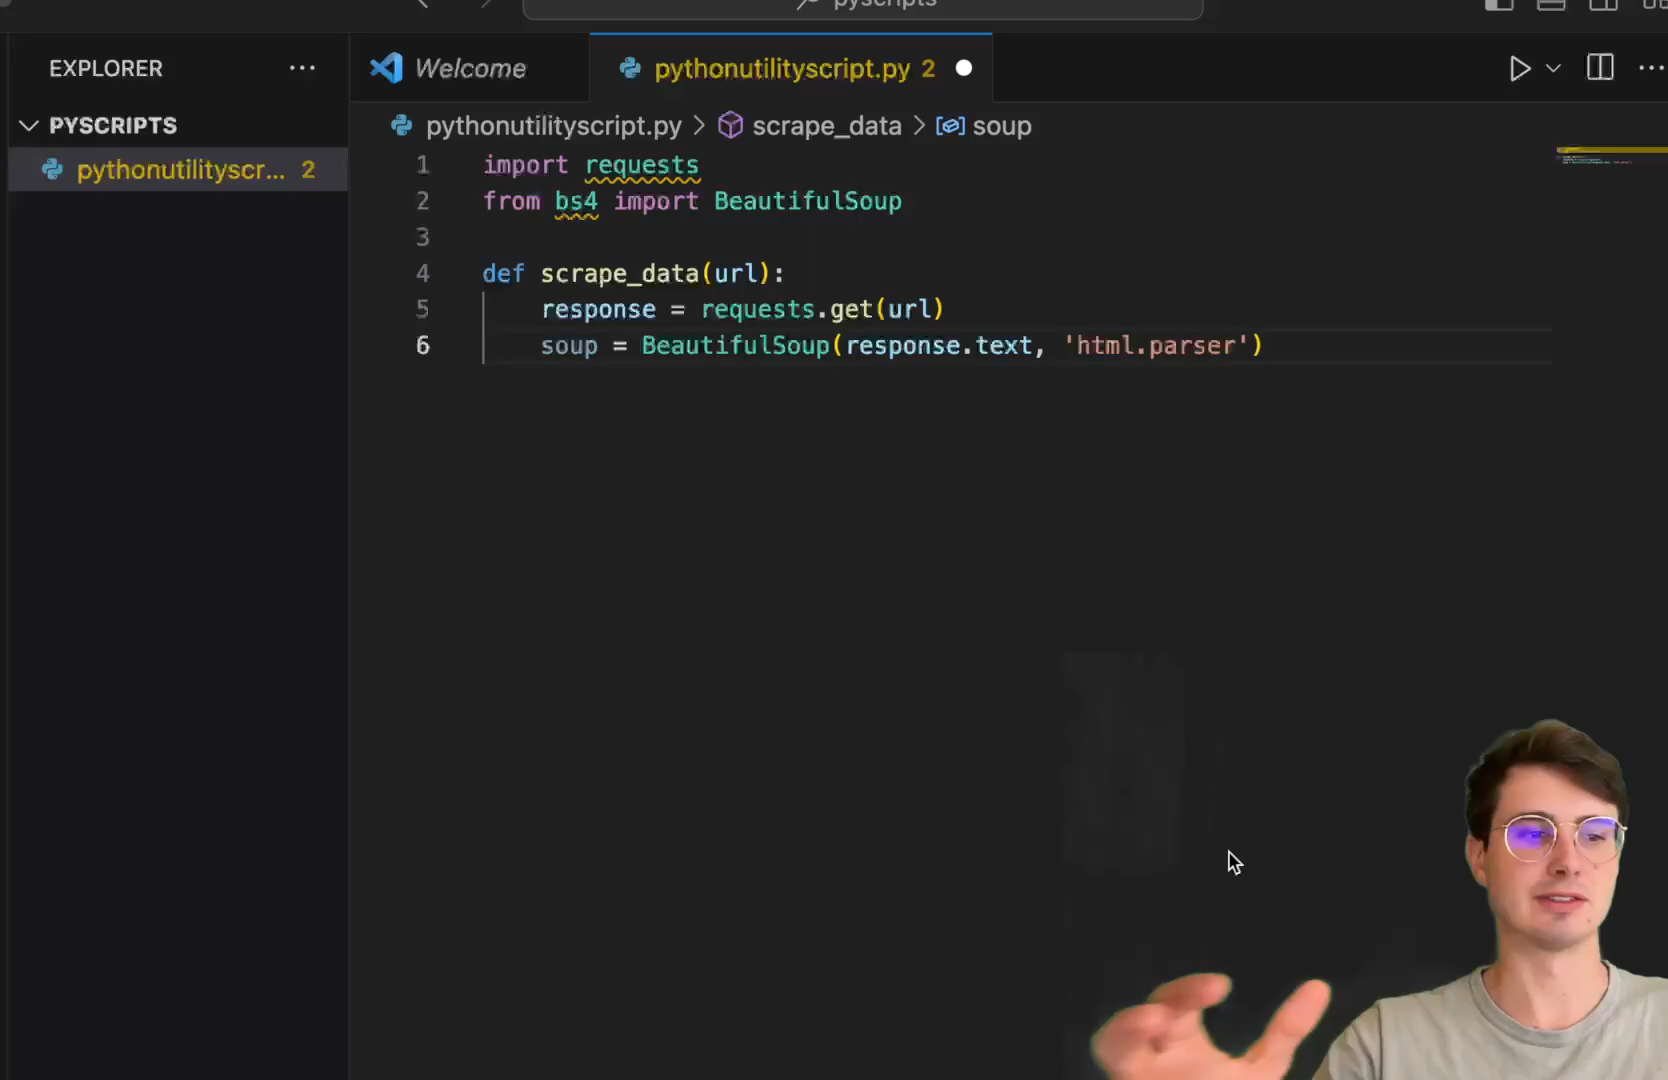 pyscripts
EXPLORER
Welcome
pythonutilityscript.py 2
PYSCRIPTS
pythonutilityscript.py > scrape_data > soup
pythonutilityscr... 2
1 import requests
2 from bs4 import BeautifulSoup
3
4 def scrape_data(url):
5 response = requests.get(url)
6 soup = BeautifulSoup(response.text, 'html.parser')